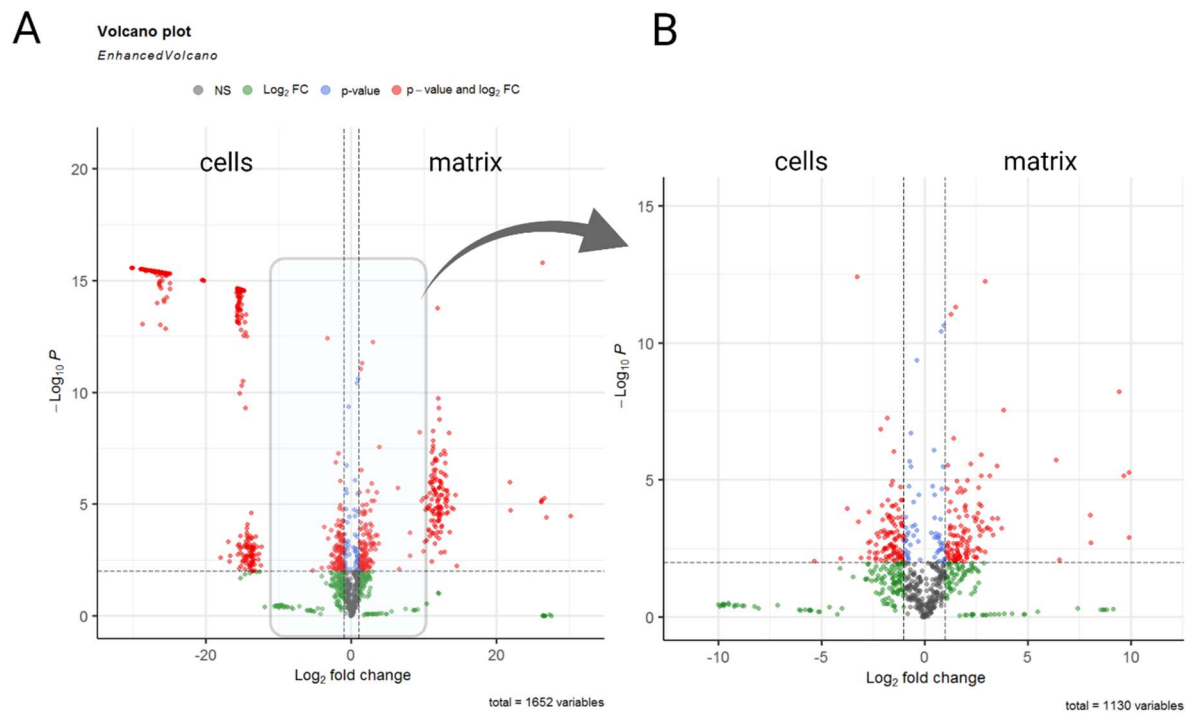 A
Volcano plot
EnhancedVolcano
NS Log2 FC p-value p – value and log2 FC
cells matrix
20
15
10
5
0
– Log10 P
-20 0 20
Log2 fold change
total = 1652 variables
B
cells matrix
15
10
5
0
– Log10 P
-10 -5 0 5 10
Log2 fold change
total = 1130 variables